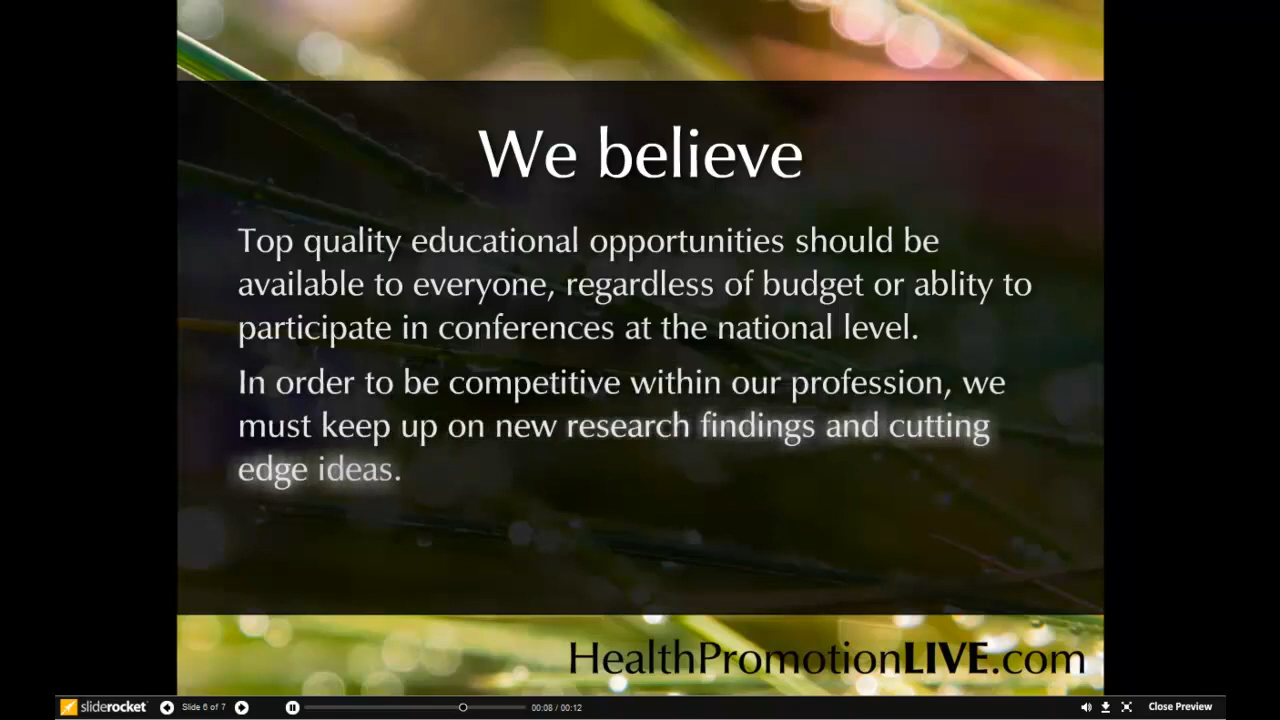 We believe
Top quality educational opportunities should be
available to everyone, regardless of budget or ablity to
participate in conferences at the national level.
In order to be competitive within our profession, we
must keep up on new research findings and cutting
edge ideas.
HealthPromotionLIVE.com
sliderocket Slide 6 of 7 00:08 / 00:12 Close Preview